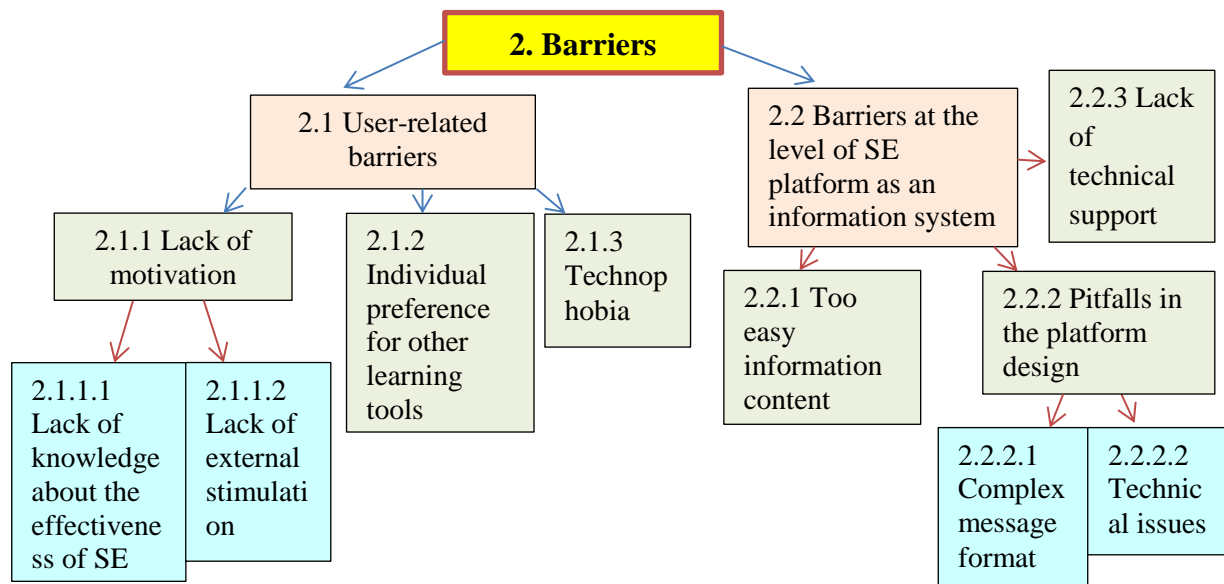 2. Barriers
2.1 User-related
barriers
2.2 Barriers at the
level of SE
platform as an
information system
2.2.3 Lack
of
technical
support
2.1.1 Lack of
motivation
2.1.2
Individual
preference
for other
learning
tools
2.1.3
Technop
hobia
2.2.1 Too
easy
information
content
2.2.2 Pitfalls in
the platform
design
2.1.1.1
Lack of
knowledge
about the
effectivene
ss of SE
2.1.1.2
Lack of
external
stimulati
on
2.2.2.1
Complex
message
format
2.2.2.2
Technic
al issues